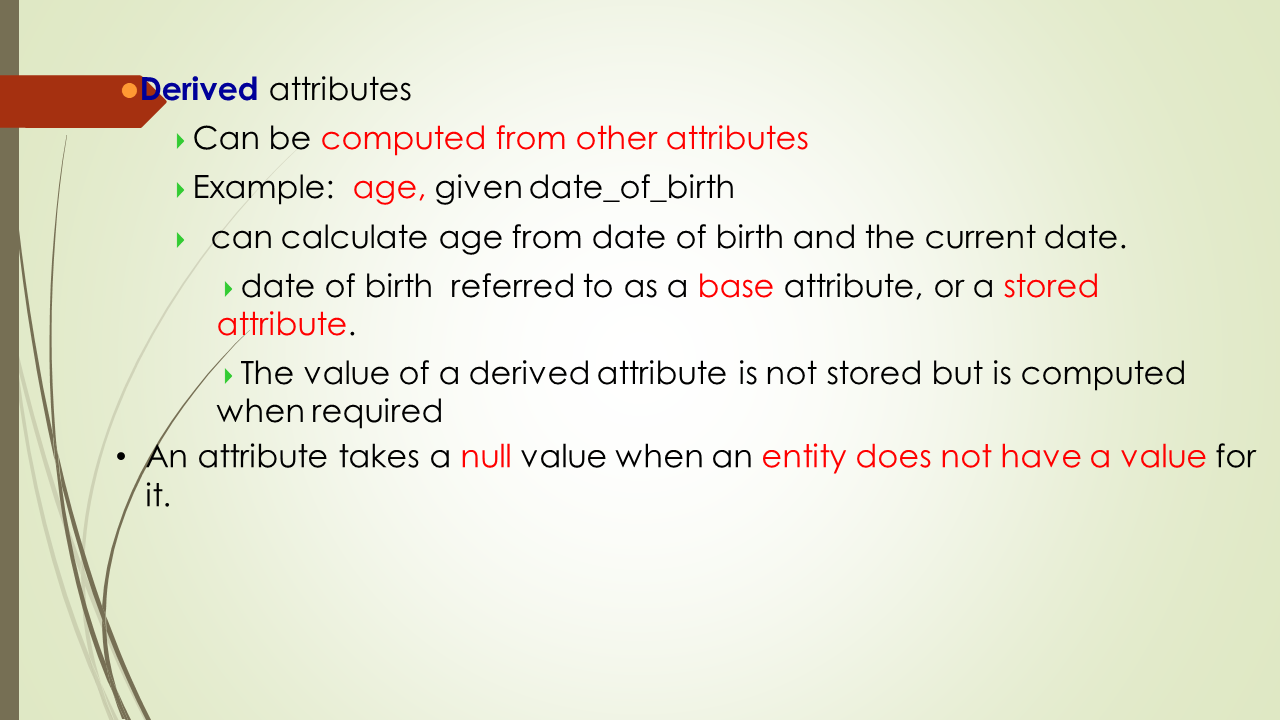 Derived attributes
Can be computed from other attributes
Example: age, given date_of_birth
can calculate age from date of birth and the current date.
date of birth referred to as a base attribute, or a stored
attribute.
The value of a derived attribute is not stored but is computed
when required
• An attribute takes a null value when an entity does not have a value for
it.